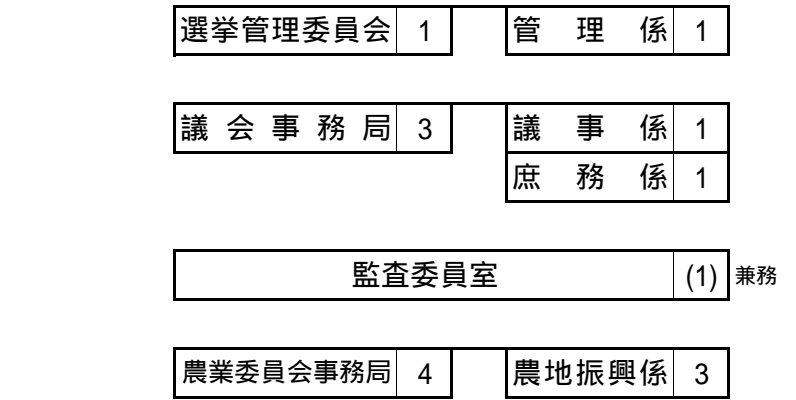 選挙管理委員会 1 管理係 1
議会事務局 3 議事係 1
庶務係 1
監査委員室 (1) 兼務
農業委員会事務局 4 農地振興係 3